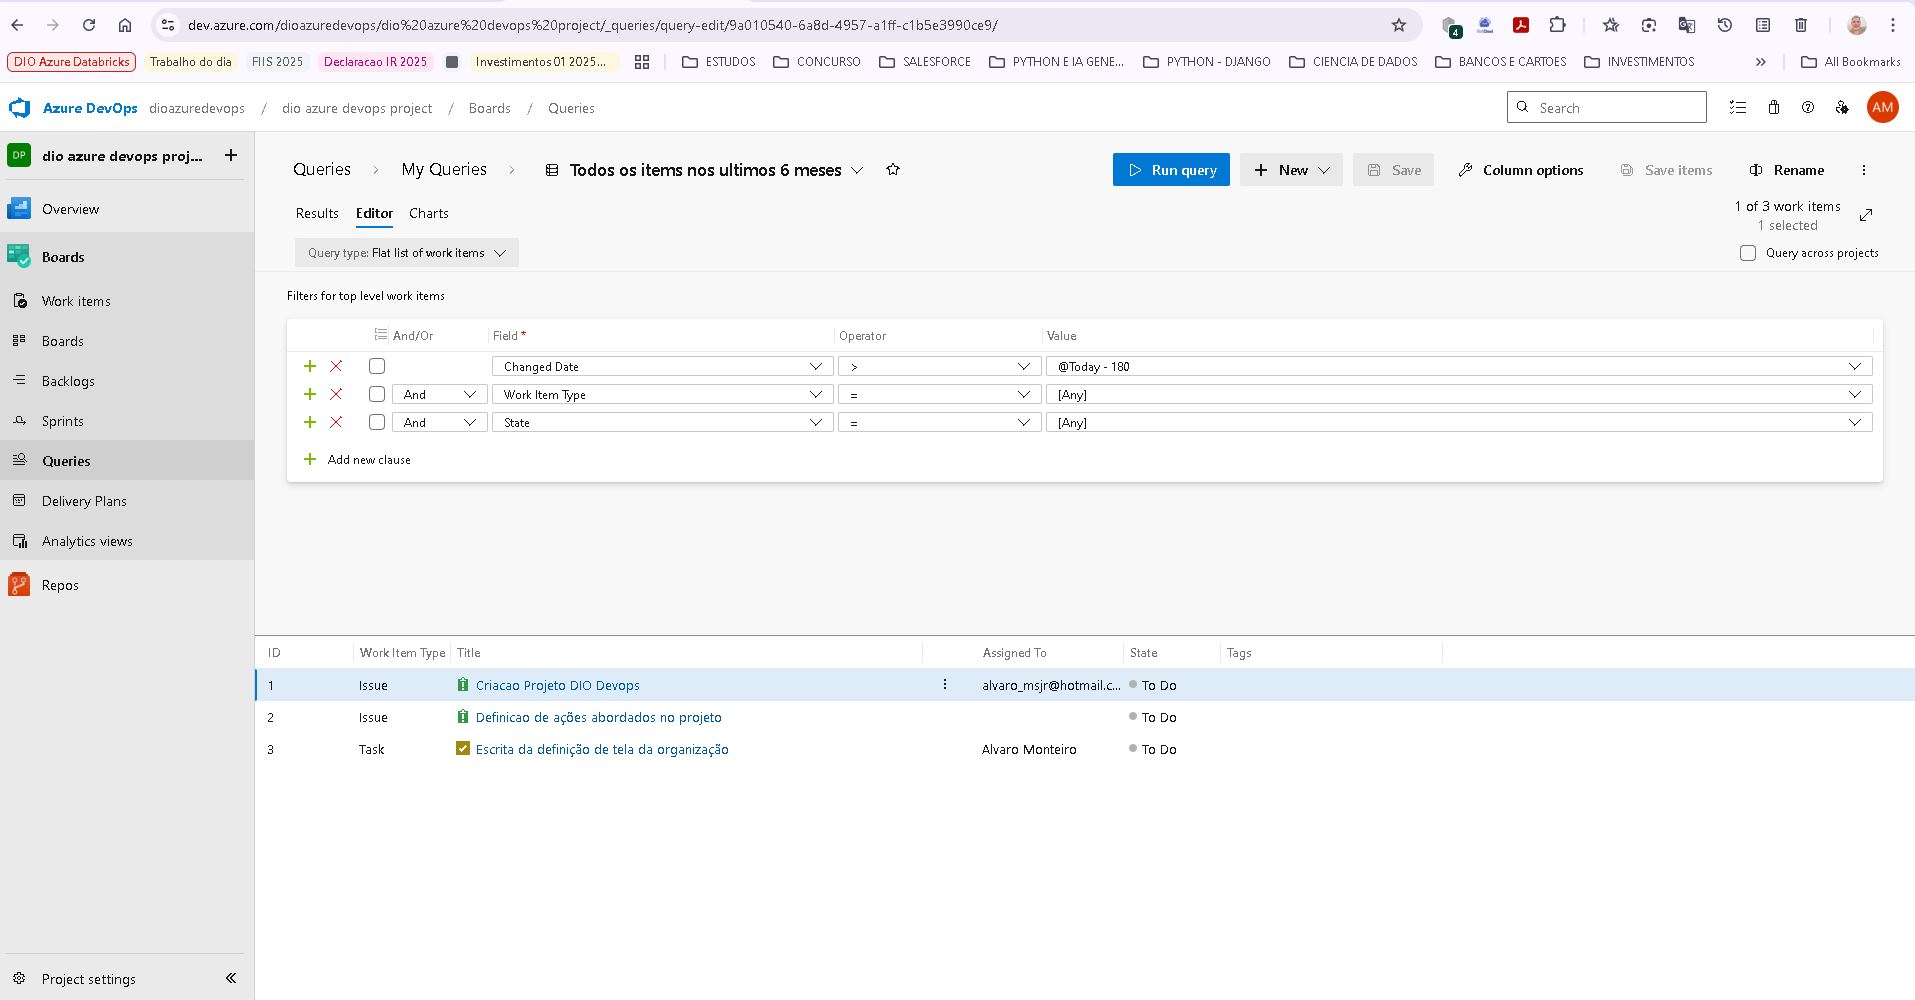 dev.azure.com/dioazuredevops/dio%20azure%20devops%20project/_queries/query-edit/9a010540-6a8d-4957-a1ff-c1b5e3990ce9/
4
DIO Azure Databricks Trabalho do dia FIIS 2025 Declaracao IR 2025 Investimentos 01 2025... ESTUDOS CONCURSO SALESFORCE PYTHON E IA GENE... PYTHON - DJANGO CIENCIA DE DADOS BANCOS E CARTOES INVESTIMENTOS » All Bookmarks
Azure DevOps dioazuredevops / dio azure devops project / Boards / Queries
Search
AM
DP dio azure devops proj... +
Overview
Boards
Work items
Boards
Backlogs
Sprints
Queries
Delivery Plans
Analytics views
Repos
Project settings
Queries > My Queries > Todos os items nos ultimos 6 meses
Run query + New Save Column options Save items Rename
Results Editor Charts
1 of 3 work items
1 selected
Query type: Flat list of work items
Query across projects
Filters for top level work items
And/Or Field * Operator Value
Changed Date > @Today - 180
And Work Item Type = [Any]
And State = [Any]
+ Add new clause
ID Work Item Type Title Assigned To State Tags
1 Issue Criacao Projeto DIO Devops alvaro_msjr@hotmail.c... To Do
2 Issue Definicao de ações abordados no projeto To Do
3 Task Escrita da definição de tela da organização Alvaro Monteiro To Do